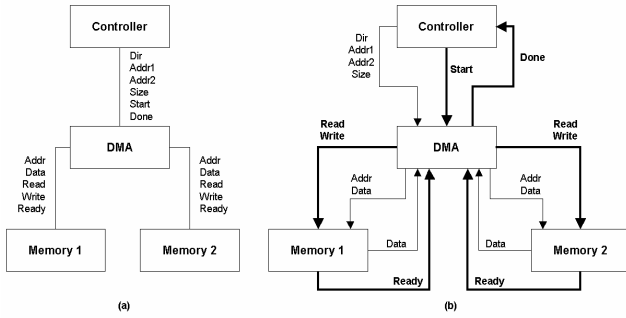 Controller
Dir
Addr1
Addr2
Size
Start
Done
DMA
Addr
Data
Read
Write
Ready
Addr
Data
Read
Write
Ready
Memory 1
Memory 2
(a)
Controller
Dir
Addr1
Addr2
Size
Start
Done
Read
Write
DMA
Read
Write
Addr
Data
Addr
Data
Memory 1
Data
Data
Memory 2
Ready
Ready
(b)